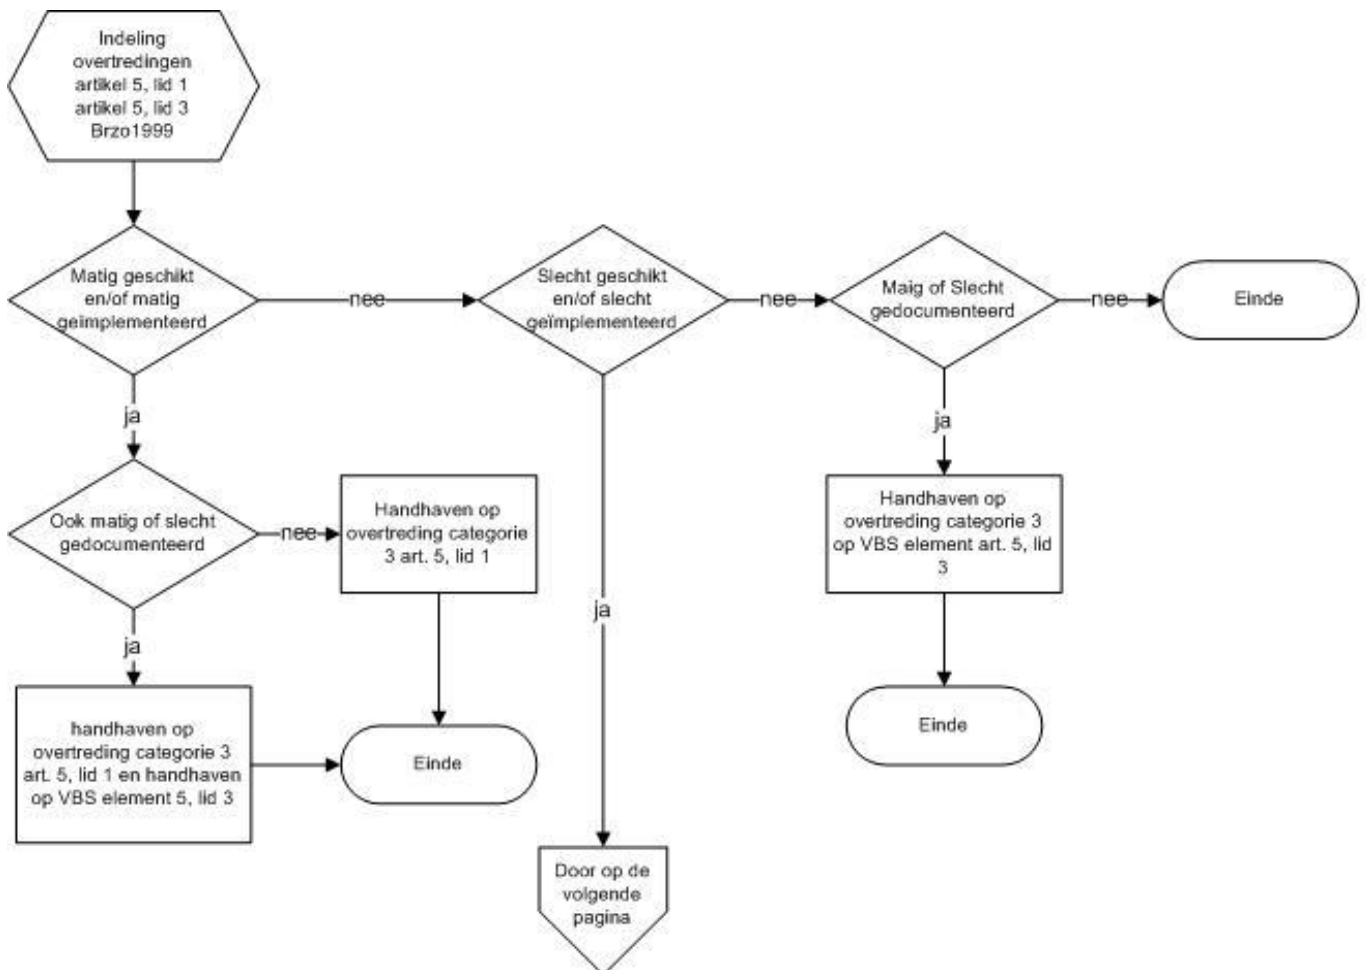 Indeling
overtredingen
artikel 5, lid 1
artikel 5, lid 3
Brzo1999
Matig geschikt
en/of matig
geïmplementeerd
nee
Slecht geschikt
en/of slecht
geïmplementeerd
nee
Maig of Slecht
gedocumenteerd
nee
Einde
ja
ja
Ook matig of slecht
gedocumenteerd
nee
Handhaven op
overtreding categorie
3 art. 5, lid 1
Handhaven op
overtreding categorie 3
op VBS element art. 5, lid
3
ja
ja
handhaven op
overtreding categorie 3
art. 5, lid 1 en handhaven
op VBS element 5, lid 3
Einde
Einde
Door op de
volgende
pagina